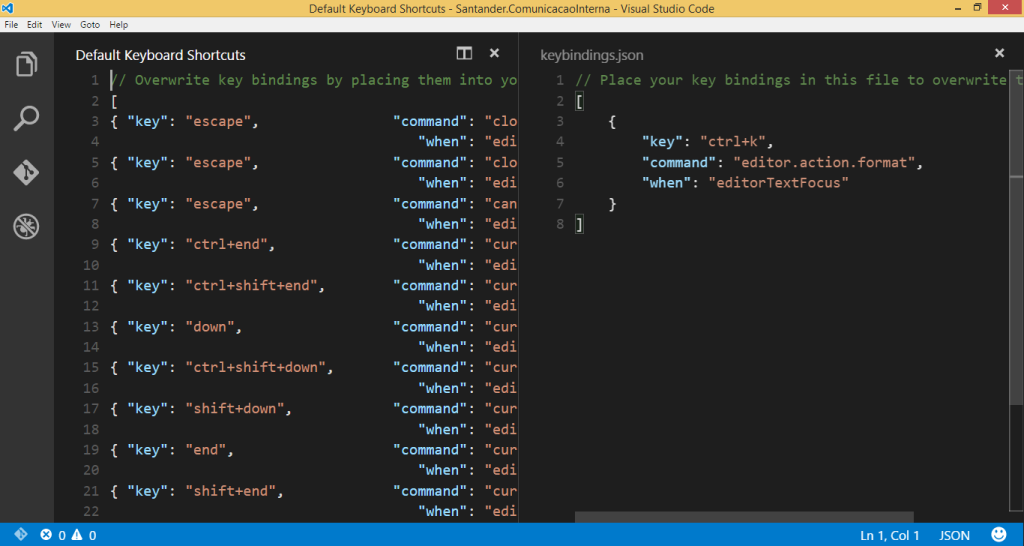 Default Keyboard Shortcuts - Santander.ComunicacaoInterna - Visual Studio Code
File Edit View Goto Help
Default Keyboard Shortcuts
1 // Overwrite key bindings by placing them into yo
2 [
3 { "key": "escape", "command": "clo
4 "when": "edi
5 { "key": "escape", "command": "clo
6 "when": "edi
7 { "key": "escape", "command": "can
8 "when": "edi
9 { "key": "ctrl+end", "command": "cur
10 "when": "edi
11 { "key": "ctrl+shift+end", "command": "cur
12 "when": "edi
13 { "key": "down", "command": "cur
14 "when": "edi
15 { "key": "ctrl+shift+down", "command": "cur
16 "when": "edi
17 { "key": "shift+down", "command": "cur
18 "when": "edi
19 { "key": "end", "command": "cur
20 "when": "edi
21 { "key": "shift+end", "command": "cur
22 "when": "edi
keybindings.json
1 // Place your key bindings in this file to overwrite t
2 [
3 {
4 "key": "ctrl+k",
5 "command": "editor.action.format",
6 "when": "editorTextFocus"
7 }
8 ]
0 0 Ln 1, Col 1 JSON